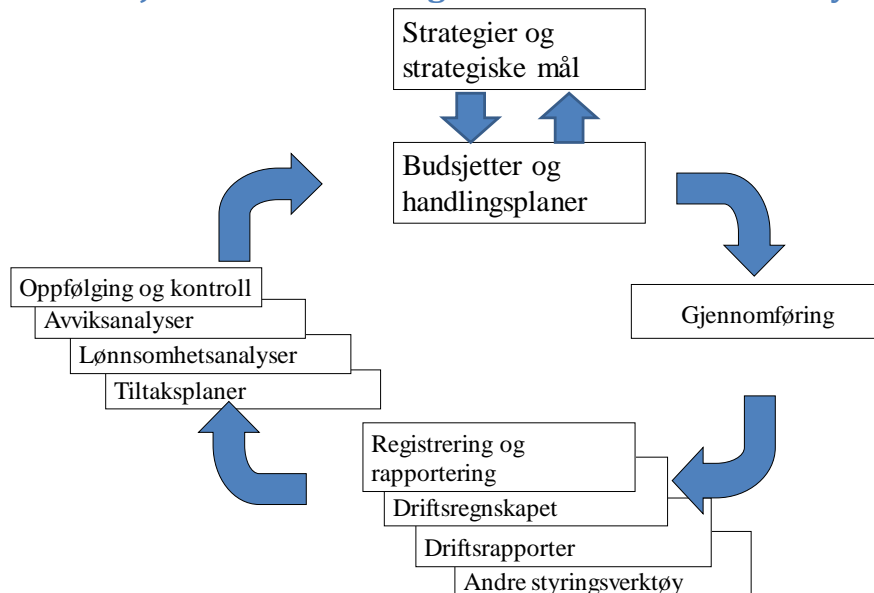 Strategier og
strategiske mål
Budsjetter og
handlingsplaner
Oppfølging og kontroll
Avviksanalyser
Lønnsomhetsanalyser
Tiltaksplaner
Gjennomføring
Registrering og
rapportering
Driftsregnskapet
Driftsrapporter
Andre styringsverktøy